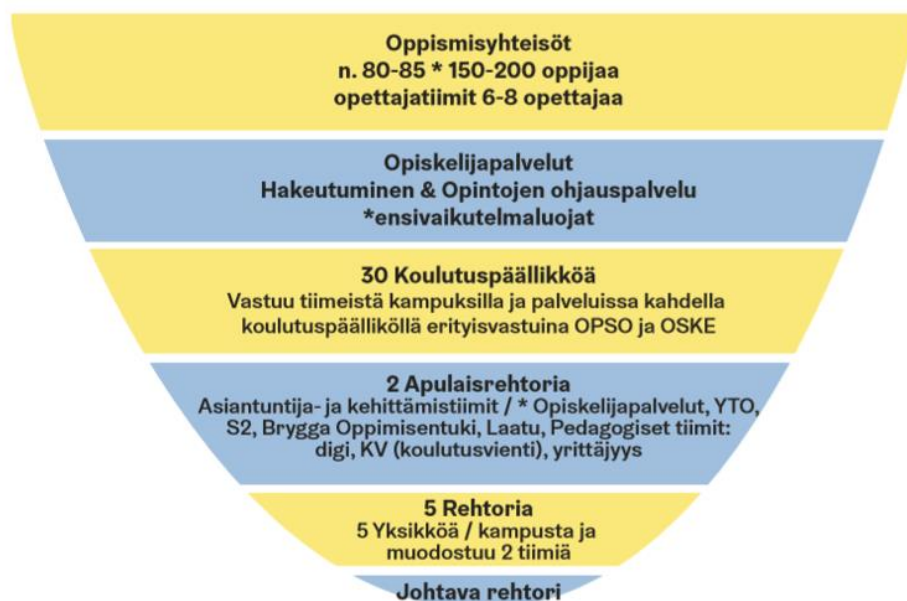 Oppismisyhteisöt
n. 80-85 * 150-200 oppijaa
opettajatiimit 6-8 opettajaa
Opiskelijapalvelut
Hakeutuminen & Opintojen ohjauspalvelu
*ensivaikutelmaluojat
30 Koulutuspäällikköä
Vastuu tiimeistä kampuksilla ja palveluissa kahdella
koulutuspäälliköllä erityisvastuina OPSO ja OSKE
2 Apulaisrehtoria
Asiantuntija- ja kehittämistiimit / * Opiskelijapalvelut, YTO,
S2, Brygga Oppimisentuki, Laatu, Pedagogiset tiimit:
digi, KV (koulutusvienti), yrittäjyys
5 Rehtoria
5 Yksikköä / kampusta ja
muodostuu 2 tiimiä
Johtava rehtori